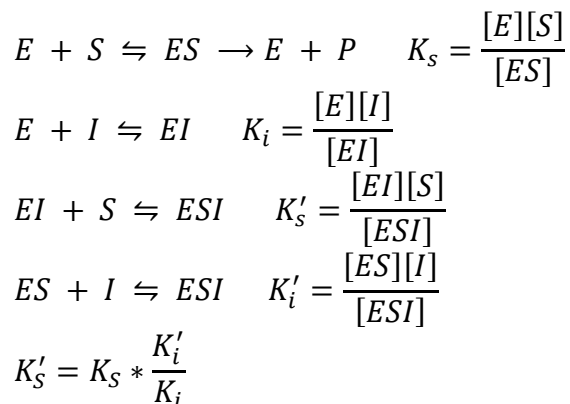 E + S ⇋ ES ⟶ E + P K_s = [E][S]/[ES]
E + I ⇋ EI K_i = [E][I]/[EI]
EI + S ⇋ ESI K'_s = [EI][S]/[ESI]
ES + I ⇋ ESI K'_i = [ES][I]/[ESI]
K'_S = K_S * K'_i/K_i